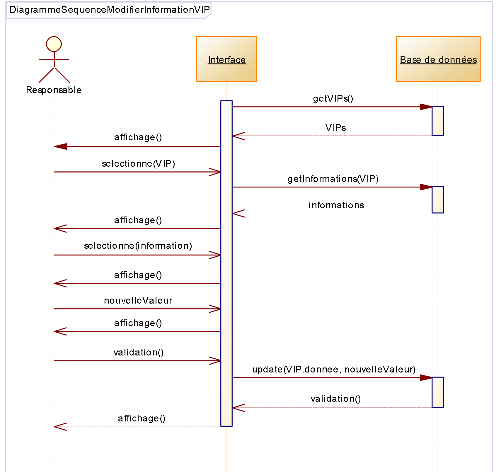 DiagrammeSequenceModifierInformationVIP
Responsable
Interface
Base de données
getVIPs()
VIPs
affichage()
selectionne(VIP)
getInformations(VIP)
informations
affichage()
selectionne(information)
affichage()
nouvelleValeur
affichage()
validation()
update(VIP.donnee, nouvelleValeur)
validation()
affichage()